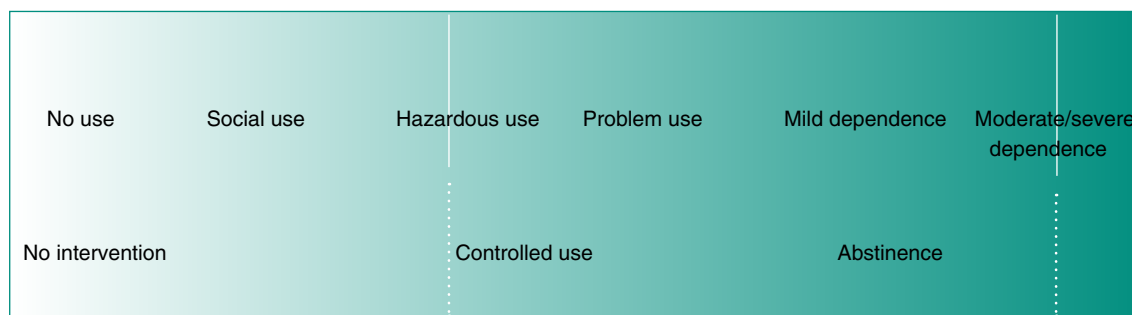 No use Social use Hazardous use Problem use Mild dependence Moderate/severe
dependence
No intervention Controlled use Abstinence